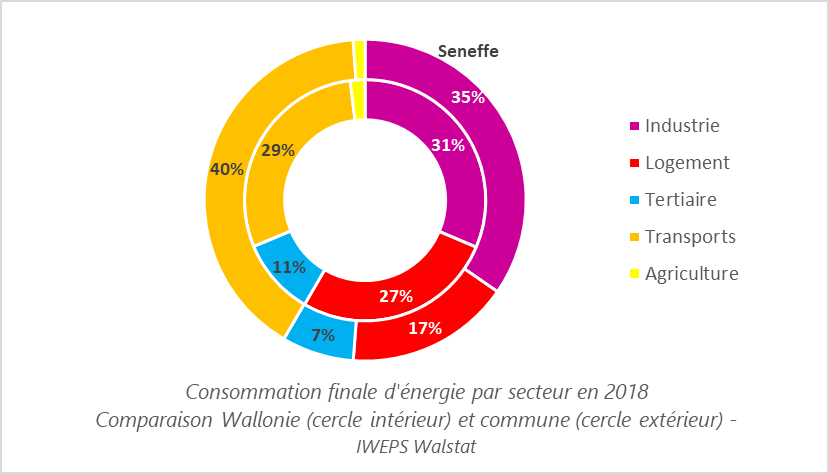 Seneffe
35%
31%
29%
40%
11%
27%
7%
17%
Industrie
Logement
Tertiaire
Transports
Agriculture
Consommation finale d'énergie par secteur en 2018
Comparaison Wallonie (cercle intérieur) et commune (cercle extérieur) -
IWEPS Walstat